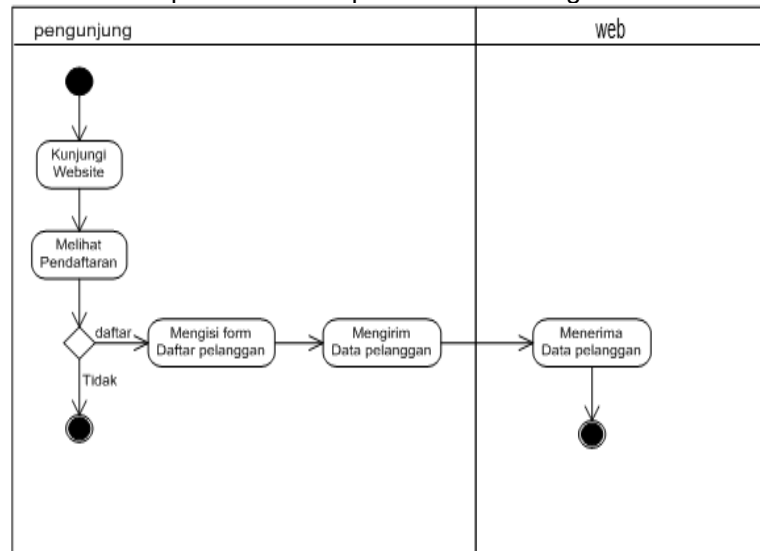 pengunjung
web
Kunjungi
Website
Melihat
Pendaftaran
daftar
Mengisi form
Daftar pelanggan
Mengirim
Data pelanggan
Menerima
Data pelanggan
Tidak